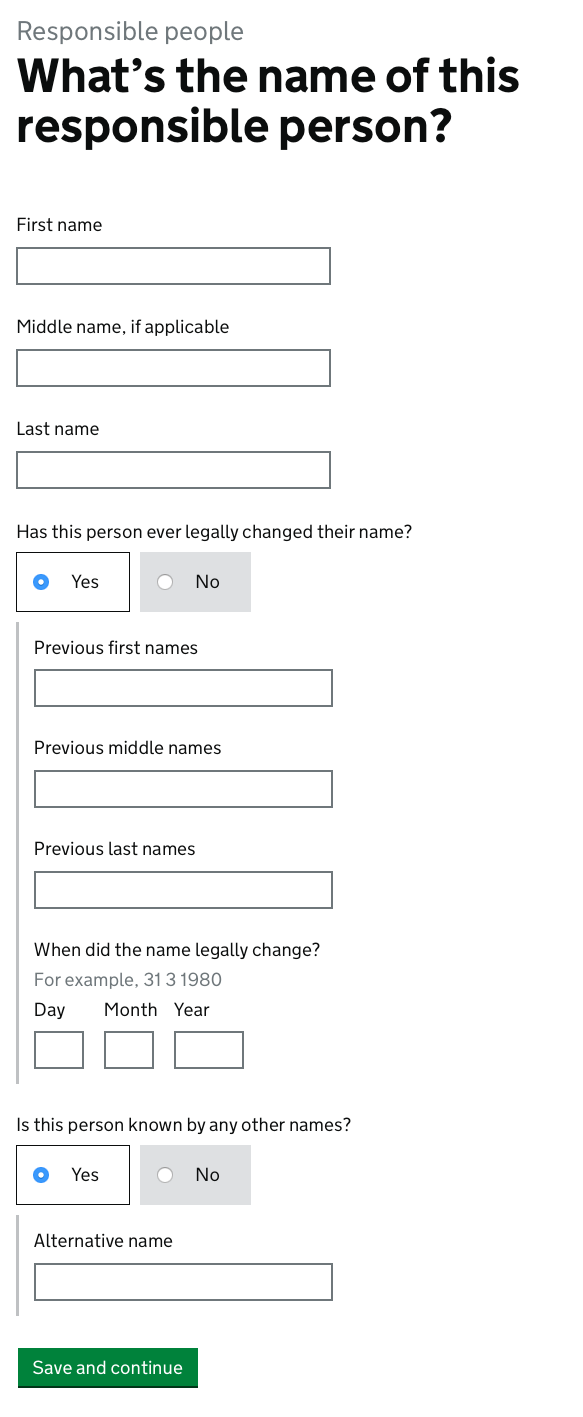 Responsible people
What’s the name of this
responsible person?
First name
Middle name, if applicable
Last name
Has this person ever legally changed their name?
Yes No
Previous first names
Previous middle names
Previous last names
When did the name legally change?
For example, 31 3 1980
Day Month Year
Is this person known by any other names?
Yes No
Alternative name
Save and continue